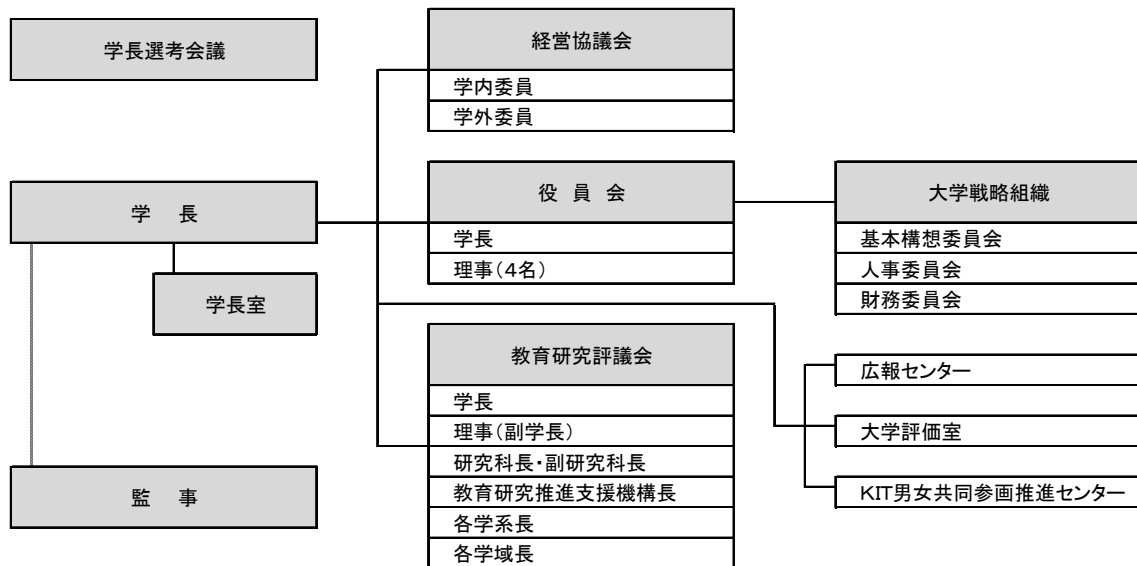 学長選考会議
経営協議会
学内委員
学外委員
学 長
役 員 会
学長
理事(4名)
大学戦略組織
基本構想委員会
人事委員会
財務委員会
学長室
教育研究評議会
学長
理事(副学長)
研究科長・副研究科長
教育研究推進支援機構長
各学系長
各学域長
広報センター
大学評価室
KIT男女共同参画推進センター
監 事